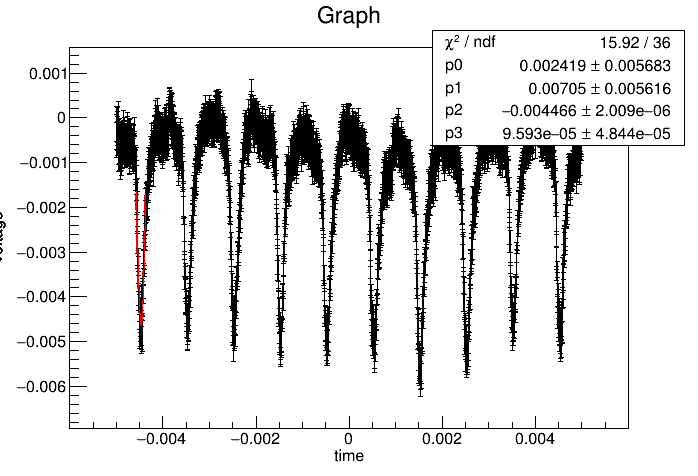 Graph
χ² / ndf 15.92 / 36
p0 0.002419 ± 0.005683
p1 0.00705 ± 0.005616
p2 −0.004466 ± 2.009e−06
p3 9.593e−05 ± 4.844e−05
0.001
0
−0.001
−0.002
−0.003
−0.004
−0.005
−0.006
−0.004
−0.002
0
0.002
0.004
time